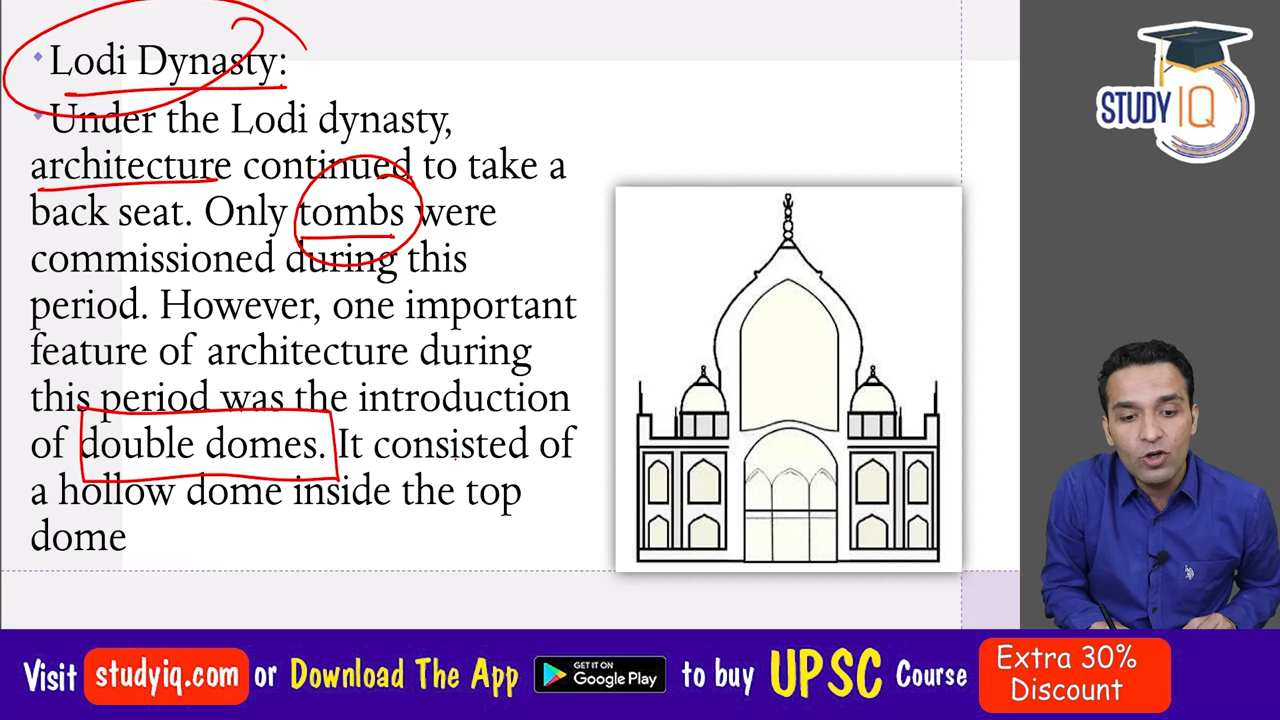 Lodi Dynasty:
Under the Lodi dynasty,
architecture continued to take a
back seat. Only tombs were
commissioned during this
period. However, one important
feature of architecture during
this period was the introduction
of double domes. It consisted of
a hollow dome inside the top
dome
STUDY IQ
Visit studyiq.com or Download The App GET IT ON Google Play to buy UPSC Course
Extra 30%
Discount